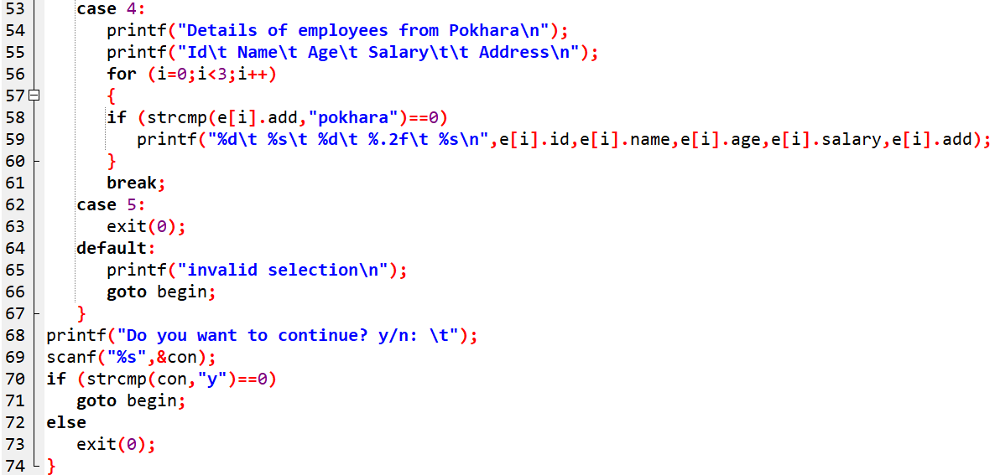 53 case 4:
54 printf("Details of employees from Pokhara\n");
55 printf("Id\t Name\t Age\t Salary\t\t Address\n");
56 for (i=0;i<3;i++)
57 {
58 if (strcmp(e[i].add,"pokhara")==0)
59 printf("%d\t %s\t %d\t %.2f\t %s\n",e[i].id,e[i].name,e[i].age,e[i].salary,e[i].add);
60 }
61 break;
62 case 5:
63 exit(0);
64 default:
65 printf("invalid selection\n");
66 goto begin;
67 }
68 printf("Do you want to continue? y/n: \t");
69 scanf("%s",&con);
70 if (strcmp(con,"y")==0)
71 goto begin;
72 else
73 exit(0);
74 }